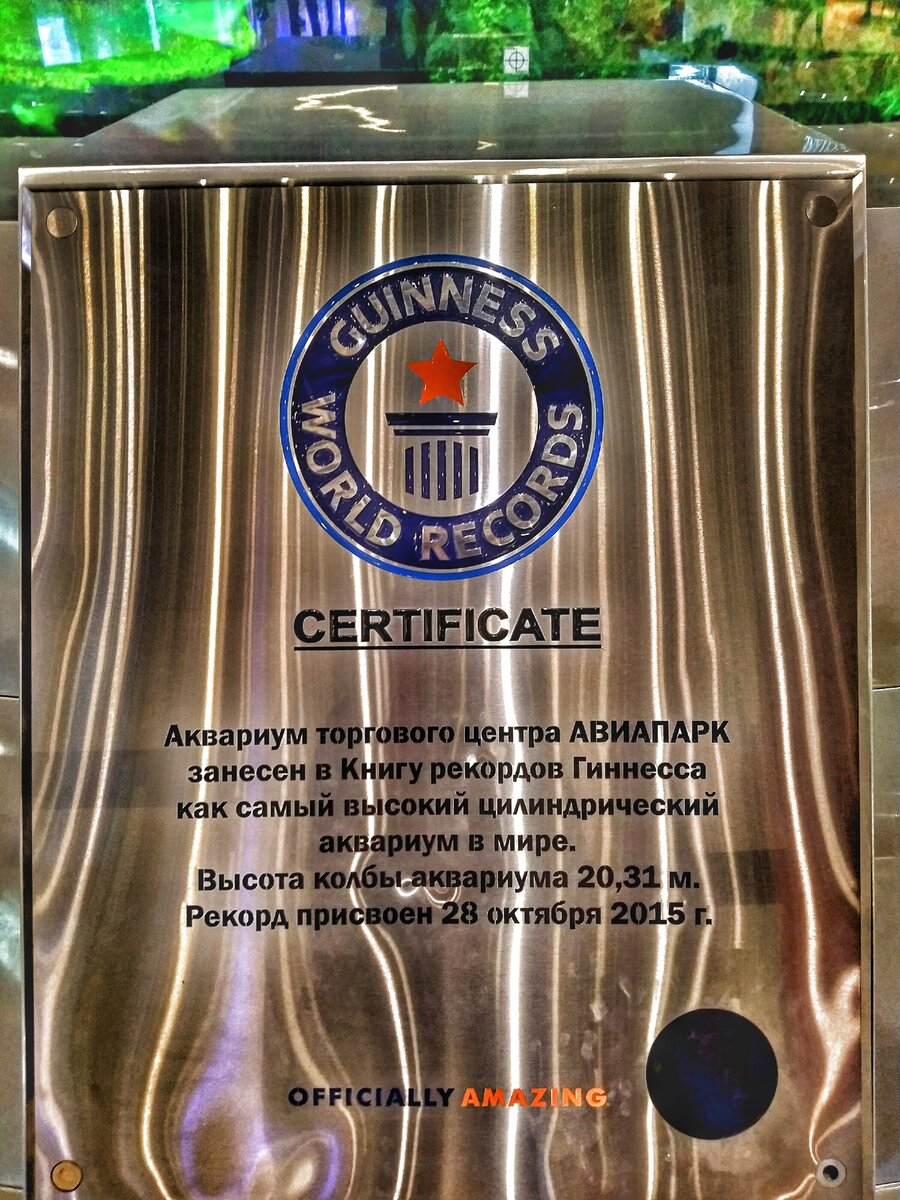 GUINNESS
WORLD RECORDS
CERTIFICATE
Аквариум торгового центра АВИАПАРК
занесен в Книгу рекордов Гиннесса
как самый высокий цилиндрический
аквариум в мире.
Высота колбы аквариума 20,31 м.
Рекорд присвоен 28 октября 2015 г.
OFFICIALLY AMAZING